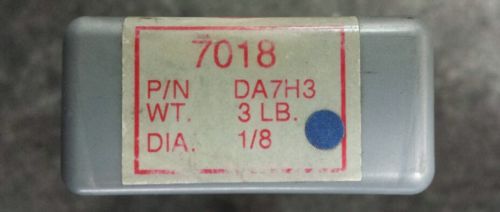 7018
P/N DA7H3
WT. 3 LB.
DIA. 1/8